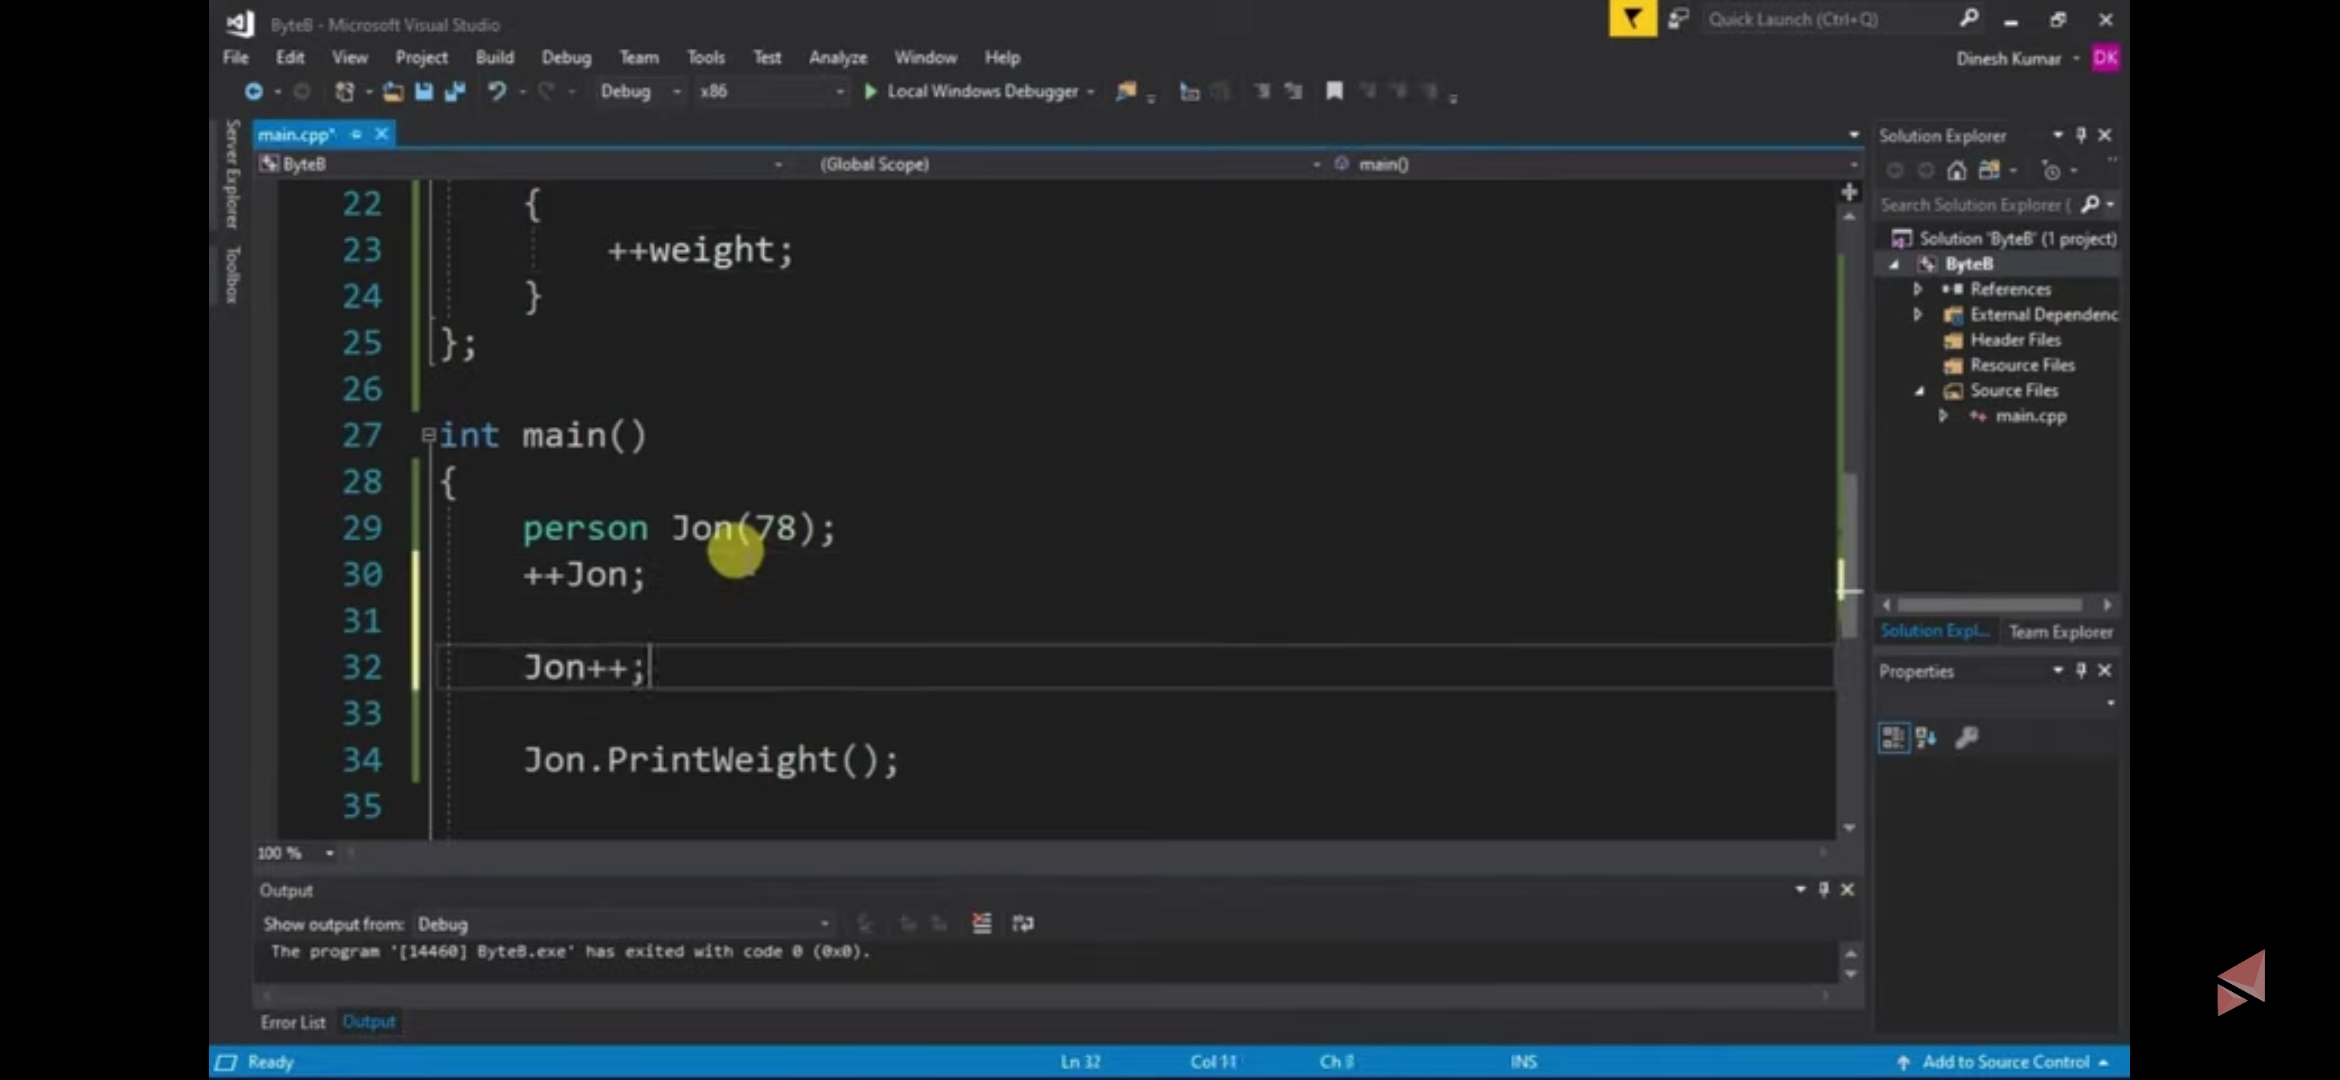 ByteB - Microsoft Visual Studio
Quick Launch (Ctrl+Q)
File Edit View Project Build Debug Team Tools Test Analyze Window Help
Dinesh Kumar DK
Debug x86 Local Windows Debugger
Server Explorer
Toolbox
main.cpp*
ByteB (Global Scope) main()
22 {
23 ++weight;
24 }
25 };
26
27 int main()
28 {
29 person Jon(78);
30 ++Jon;
31
32 Jon++;
33
34 Jon.PrintWeight();
35
100 %
Output
Show output from: Debug
The program '[14460] ByteB.exe' has exited with code 0 (0x0).
Error List Output
Solution Explorer
Search Solution Explorer (
Solution 'ByteB' (1 project)
ByteB
References
External Dependenc
Header Files
Resource Files
Source Files
main.cpp
Solution Expl... Team Explorer
Properties
Ready Ln 32 Col 11 Ch INS Add to Source Control